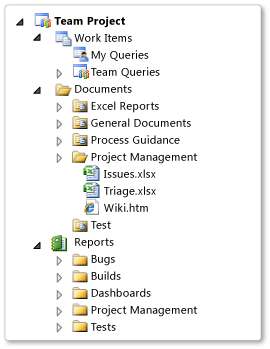 Team Project
Work Items
My Queries
Team Queries
Documents
Excel Reports
General Documents
Process Guidance
Project Management
Issues.xlsx
Triage.xlsx
Wiki.htm
Test
Reports
Bugs
Builds
Dashboards
Project Management
Tests